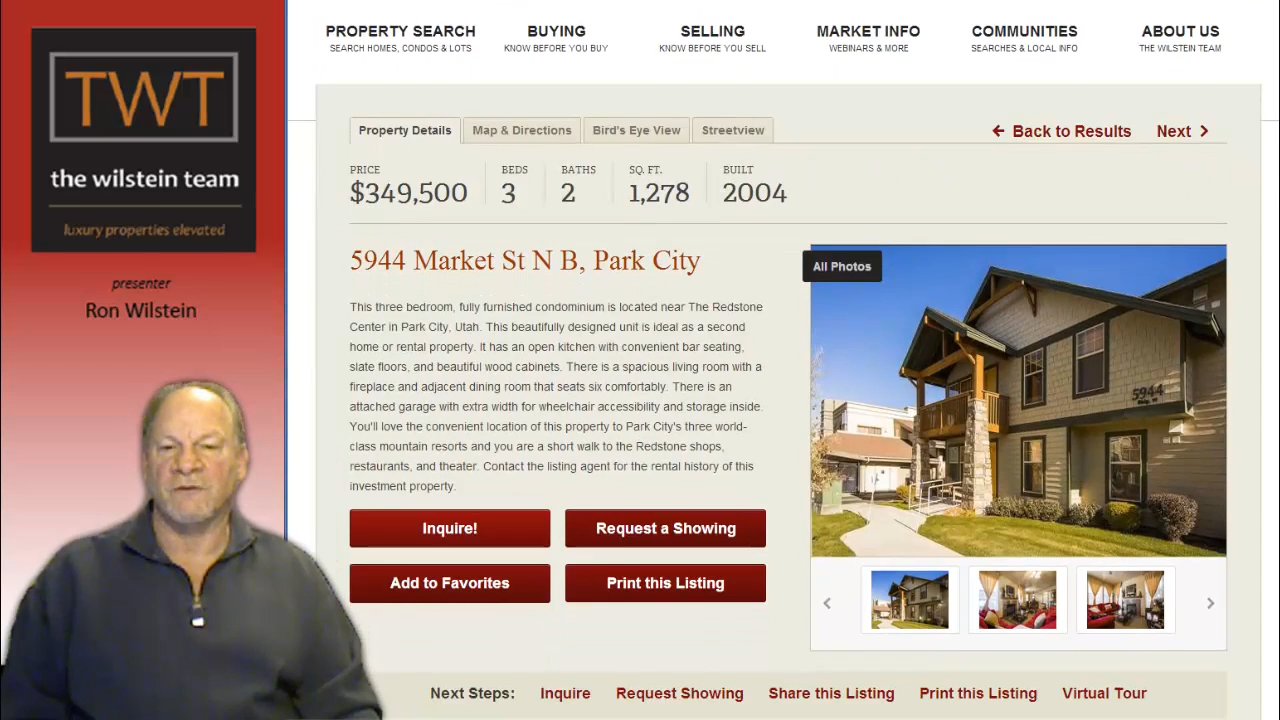 TWT
the wilstein team
luxury properties elevated
presenter
Ron Wilstein
PROPERTY SEARCH
SEARCH HOMES, CONDOS & LOTS
BUYING
KNOW BEFORE YOU BUY
SELLING
KNOW BEFORE YOU SELL
MARKET INFO
WEBINARS & MORE
COMMUNITIES
SEARCHES & LOCAL INFO
ABOUT US
THE WILSTEIN TEAM
Property Details
Map & Directions
Bird's Eye View
Streetview
Back to Results
Next
PRICE
$349,500
BEDS
3
BATHS
2
SQ. FT.
1,278
BUILT
2004
5944 Market St N B, Park City
This three bedroom, fully furnished condominium is located near The Redstone
Center in Park City, Utah. This beautifully designed unit is ideal as a second
home or rental property. It has an open kitchen with convenient bar seating,
slate floors, and beautiful wood cabinets. There is a spacious living room with a
fireplace and adjacent dining room that seats six comfortably. There is an
attached garage with extra width for wheelchair accessibility and storage inside.
You'll love the convenient location of this property to Park City's three world-
class mountain resorts and you are a short walk to the Redstone shops,
restaurants, and theater. Contact the listing agent for the rental history of this
investment property.
All Photos
5944
Inquire!
Request a Showing
Add to Favorites
Print this Listing
Next Steps:
Inquire
Request Showing
Share this Listing
Print this Listing
Virtual Tour